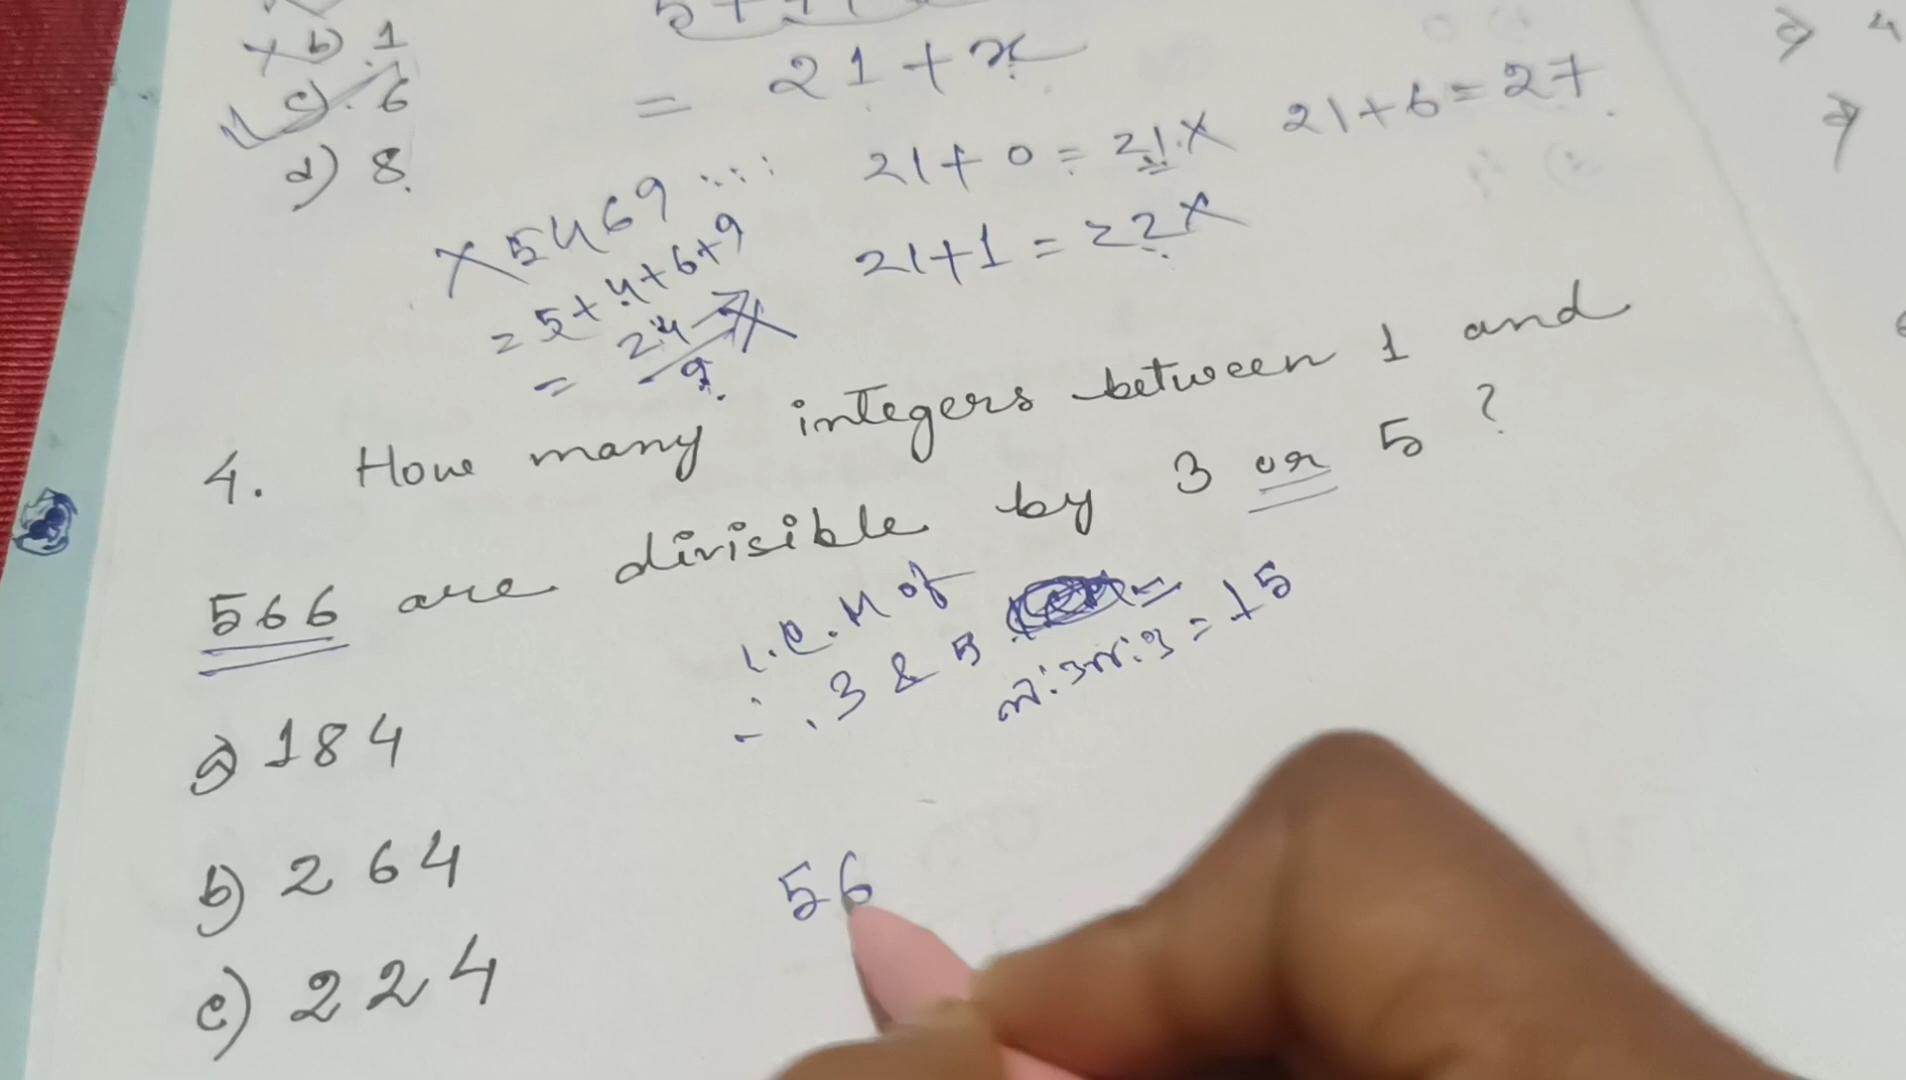 b) 1
c) 6
d) 8
= 21 + x
21 + 0 = 21 X
21 + 6 = 27
21 + 1 = 22 X
X 5469
= 5 + 4 + 6 + 9
= 24
9
4. How many integers between 1 and
566 are divisible by 3 or 5 ?
L.C.M of
∴ 3 & 5
ল.সা.গু = 15
a) 184
b) 264
c) 224
56